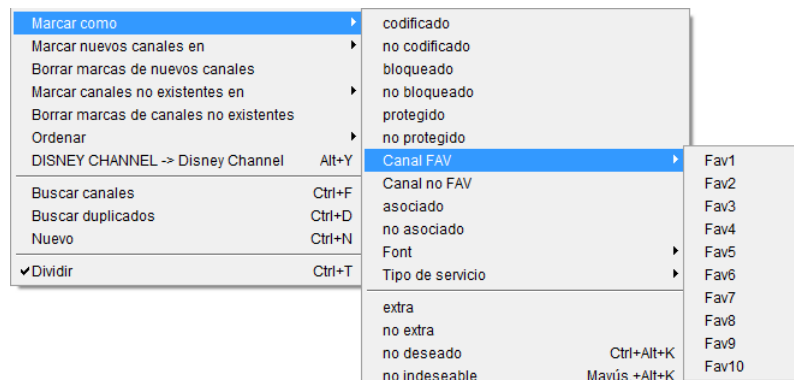 Marcar como
Marcar nuevos canales en
Borrar marcas de nuevos canales
Marcar canales no existentes en
Borrar marcas de canales no existentes
Ordenar
DISNEY CHANNEL -> Disney Channel Alt+Y
Buscar canales Ctrl+F
Buscar duplicados Ctrl+D
Nuevo Ctrl+N
Dividir Ctrl+T
codificado
no codificado
bloqueado
no bloqueado
protegido
no protegido
Canal FAV
Canal no FAV
asociado
no asociado
Font
Tipo de servicio
extra
no extra
no deseado Ctrl+Alt+K
no indeseable Mayús +Alt+K
Fav1
Fav2
Fav3
Fav4
Fav5
Fav6
Fav7
Fav8
Fav9
Fav10